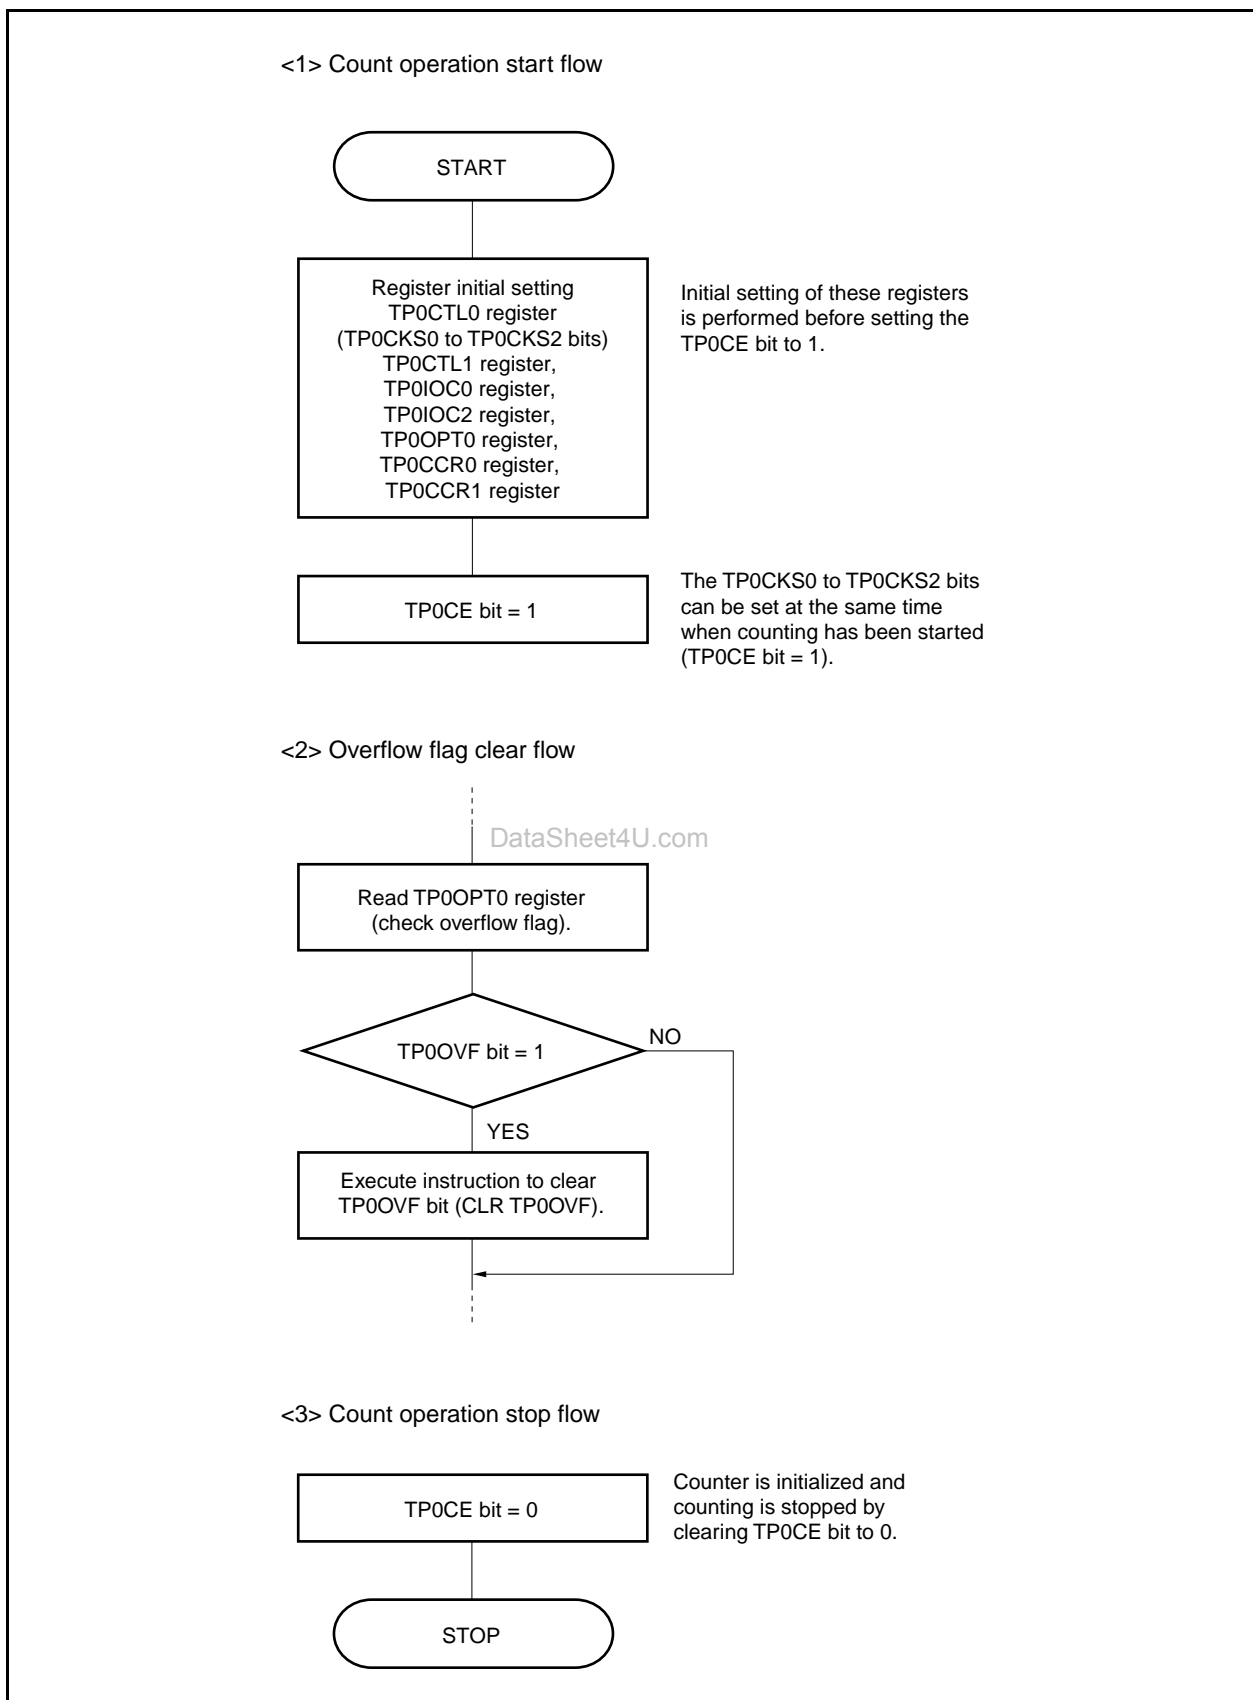 <1> Count operation start flow
START
Register initial setting
TP0CTL0 register
(TP0CKS0 to TP0CKS2 bits)
TP0CTL1 register,
TP0IOC0 register,
TP0IOC2 register,
TP0OPT0 register,
TP0CCR0 register,
TP0CCR1 register
Initial setting of these registers
is performed before setting the
TP0CE bit to 1.
TP0CE bit = 1
The TP0CKS0 to TP0CKS2 bits
can be set at the same time
when counting has been started
(TP0CE bit = 1).
<2> Overflow flag clear flow
DataSheet4U.com
Read TP0OPT0 register
(check overflow flag).
TP0OVF bit = 1
NO
YES
Execute instruction to clear
TP0OVF bit (CLR TP0OVF).
<3> Count operation stop flow
TP0CE bit = 0
Counter is initialized and
counting is stopped by
clearing TP0CE bit to 0.
STOP